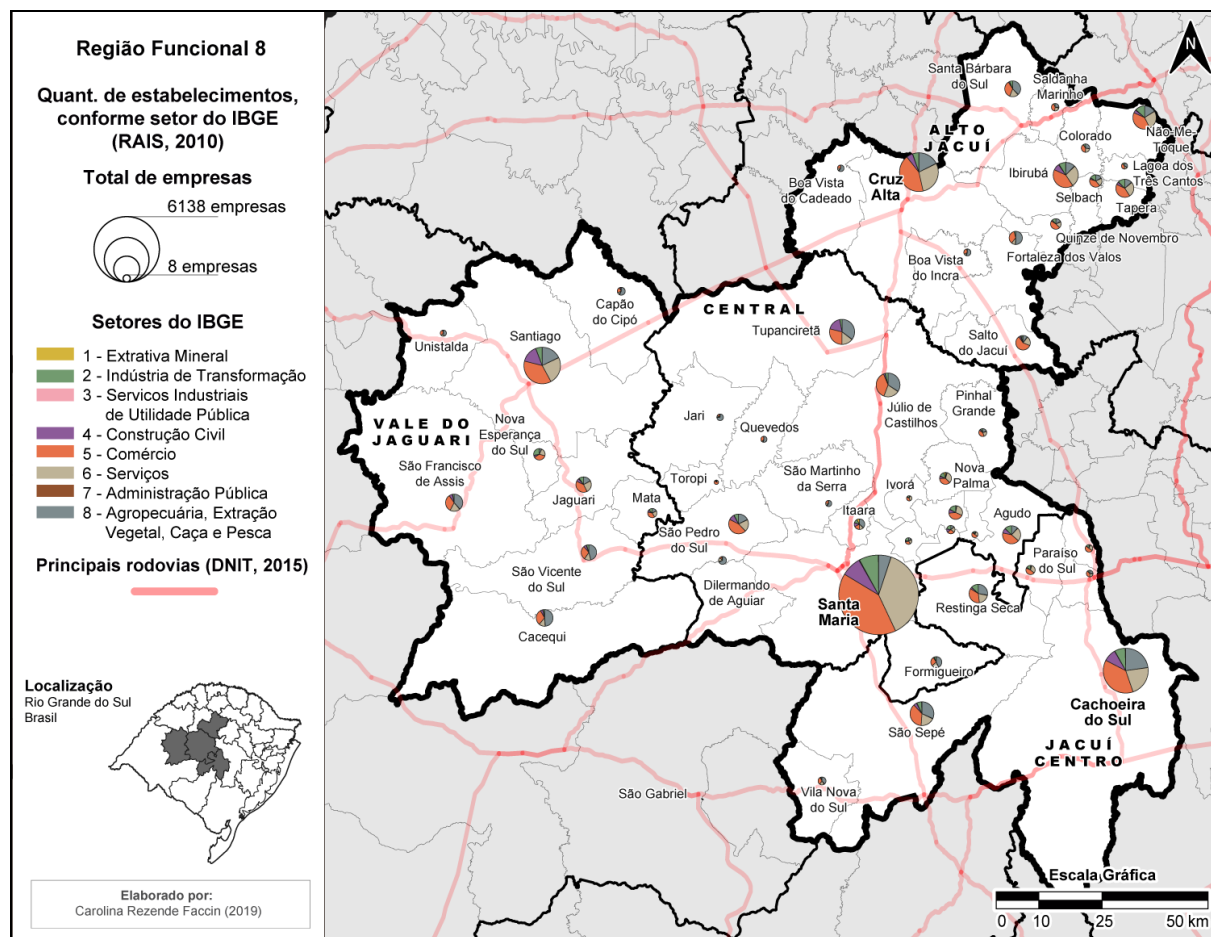 Região Funcional 8
Quant. de estabelecimentos,
conforme setor do IBGE
(RAIS, 2010)
Total de empresas
6138 empresas
8 empresas
Setores do IBGE
1 - Extrativa Mineral
2 - Indústria de Transformação
3 - Servicos Industriais
de Utilidade Pública
4 - Construção Civil
5 - Comércio
6 - Serviços
7 - Administração Pública
8 - Agropecuária, Extração
Vegetal, Caça e Pesca
Principais rodovias (DNIT, 2015)
Localização
Rio Grande do Sul
Brasil
Elaborado por:
Carolina Rezende Faccin (2019)
N
Santa Bárbara
do Sul
Saldanha
Marinho
ALTO
JACUÍ
Não-Me-
Toque
Colorado
Lagoa dos
Três Cantos
Ibirubá
Selbach
Tapera
Boa Vista
do Cadeado
Cruz
Alta
Quinze de Novembro
Fortaleza dos Valos
Boa Vista
do Incra
Salto
do Jacuí
Capão
do Cipó
CENTRAL
Tupanciretã
Unistalda
Santiago
Júlio de
Castilhos
Pinhal
Grande
Jari
Quevedos
VALE DO
JAGUARI
Nova
Esperança
do Sul
São Francisco
de Assis
Jaguari
Mata
Toropi
São Martinho
da Serra
Ivorá
Nova
Palma
Itaara
Agudo
São Pedro
do Sul
Paraíso
do Sul
São Vicente
do Sul
Dilermando
de Aguiar
Santa
Maria
Restinga Seca
Cacequi
Formigueiro
Cachoeira
do Sul
São Sepé
JACUÍ
CENTRO
São Gabriel
Vila Nova
do Sul
Escala Gráfica
0 10 25 50 km